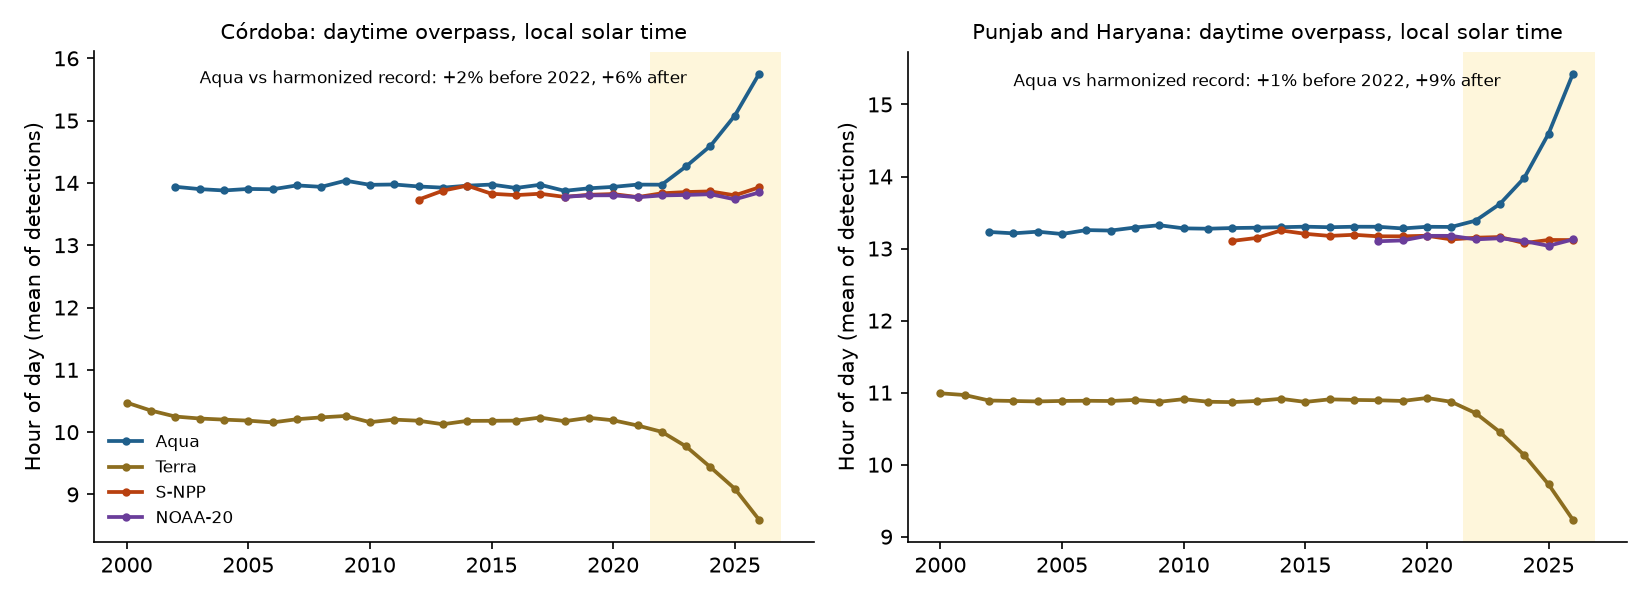 Córdoba: daytime overpass, local solar time
Aqua vs harmonized record: +2% before 2022, +6% after
Hour of day (mean of detections)
16
15
14
13
12
11
10
9
Aqua
Terra
S-NPP
NOAA-20
2000 2005 2010 2015 2020 2025
Punjab and Haryana: daytime overpass, local solar time
Aqua vs harmonized record: +1% before 2022, +9% after
Hour of day (mean of detections)
15
14
13
12
11
10
9
2000 2005 2010 2015 2020 2025